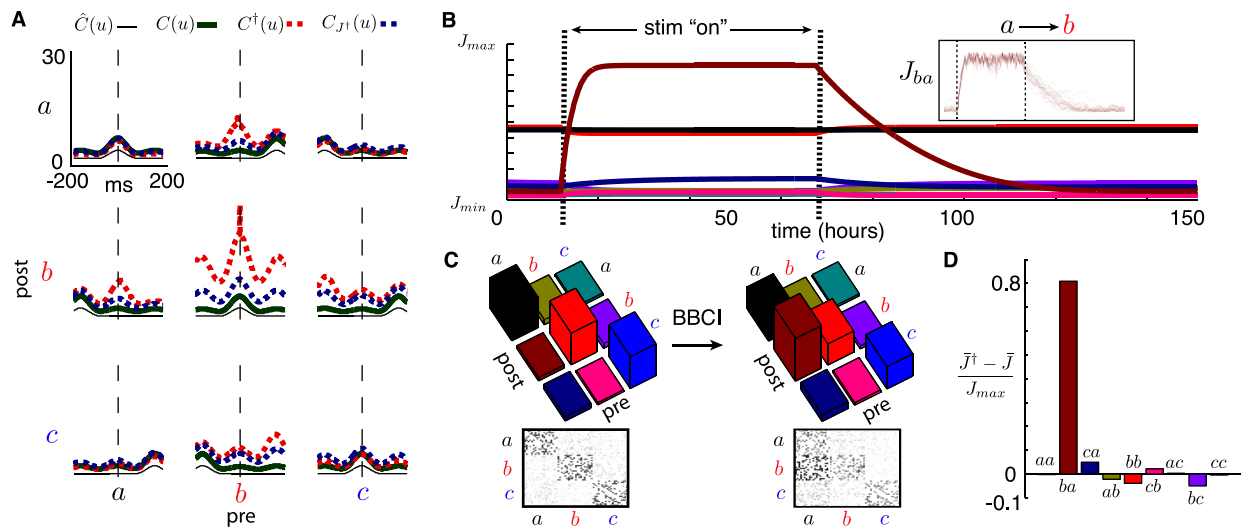 A
Ĉ(u) C(u) C†(u) C_J†(u)
30
0
-200 ms 200
a
b
c
post
a b c
pre
B
J_max
J_min
stim "on"
a → b
J_ba
0 50 100 150
time (hours)
C
a b c
a
b
c
post
pre
BBCI
a b c
a
b
c
post
pre
a
b
c
a b c
a
b
c
a b c
D
J̄† − J̄
J_max
0.8
0
-0.1
aa
ba
ca
ab
bb
cb
ac
bc
cc